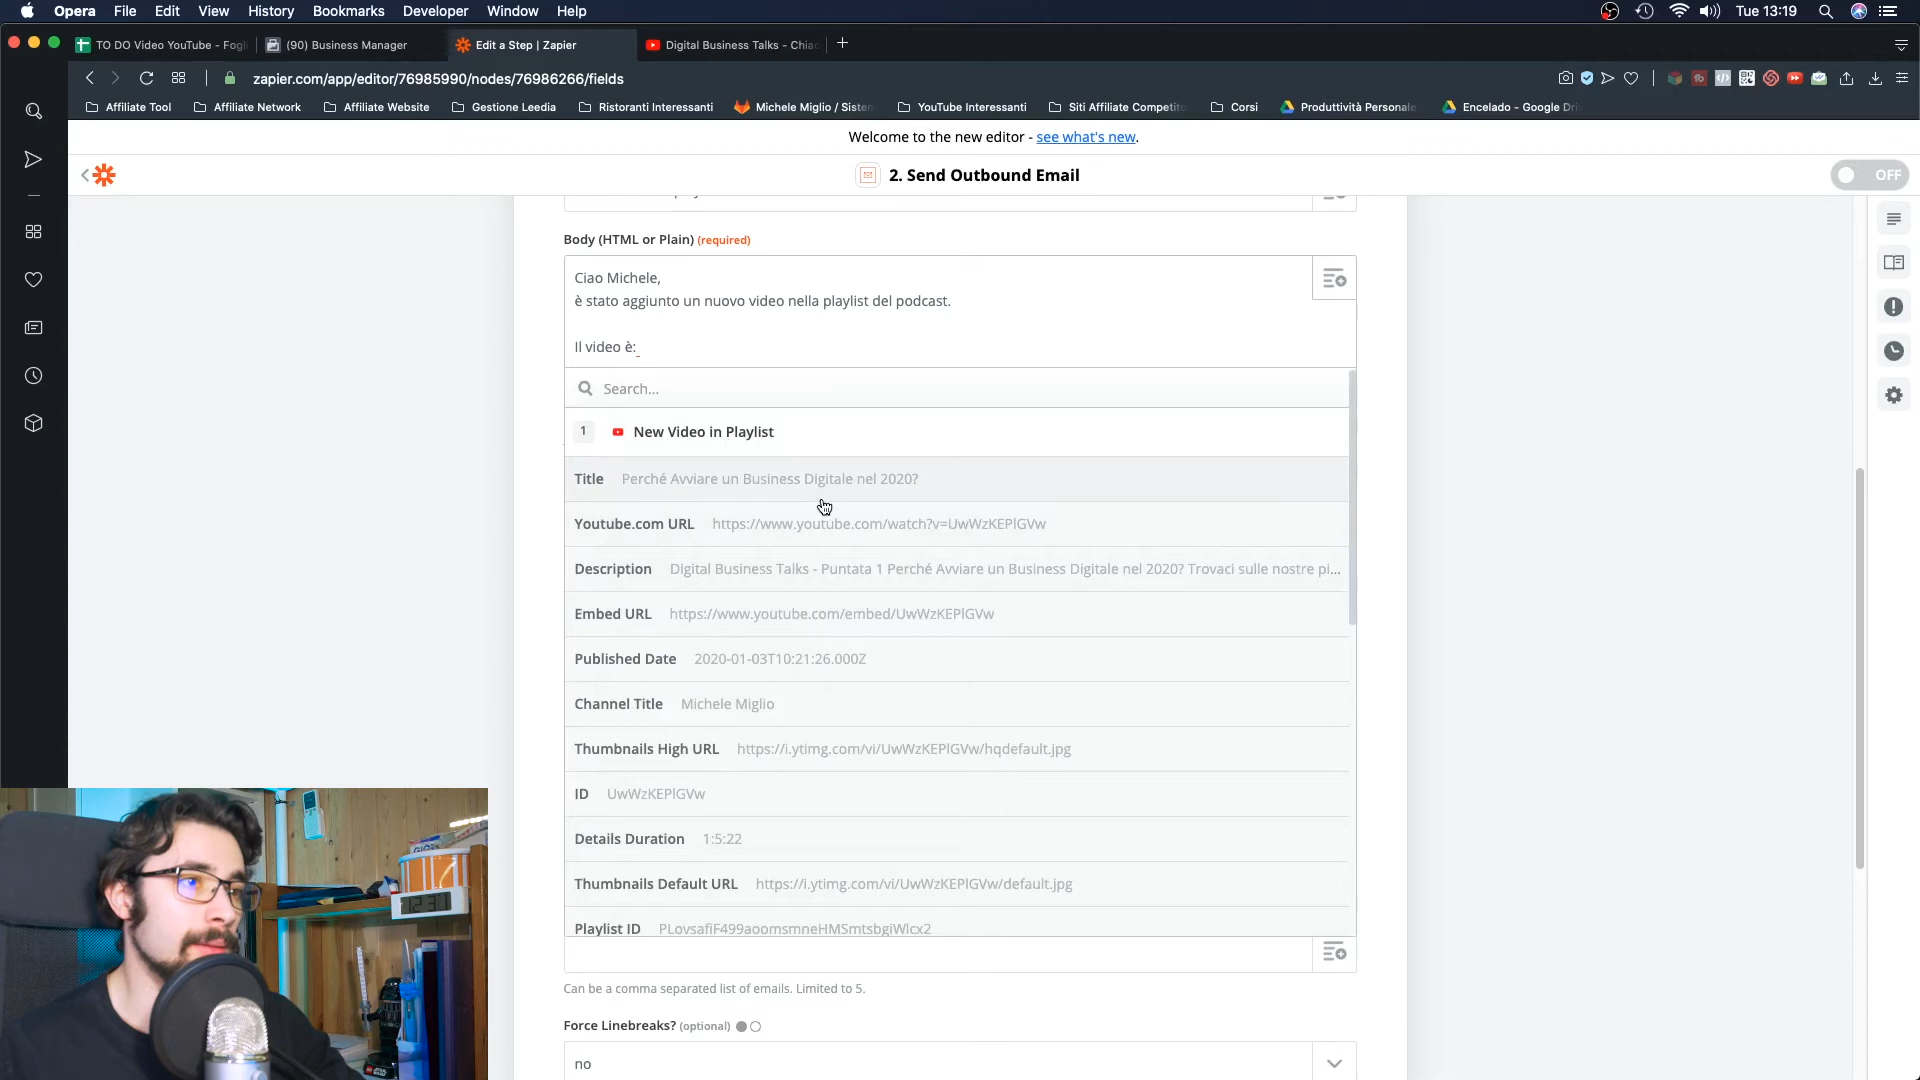 Opera File Edit View History Bookmarks Developer Window Help Tue 13:19
TO DO Video YouTube - Fogli (90) Business Manager Edit a Step | Zapier Digital Business Talks - Chiac
zapier.com/app/editor/76985990/nodes/76986266/fields
Affiliate Tool Affiliate Network Affiliate Website Gestione Leedia Ristoranti Interessanti Michele Miglio / Sistem YouTube Interessanti Siti Affiliate Competito Corsi Produttività Personale Encelado - Google Dri
Welcome to the new editor - see what's new.
2. Send Outbound Email OFF
Body (HTML or Plain) (required)
Ciao Michele,
è stato aggiunto un nuovo video nella playlist del podcast.
Il video è:
Search...
1 New Video in Playlist
Title Perché Avviare un Business Digitale nel 2020?
Youtube.com URL https://www.youtube.com/watch?v=UwWzKEPlGVw
Description Digital Business Talks - Puntata 1 Perché Avviare un Business Digitale nel 2020? Trovaci sulle nostre pi...
Embed URL https://www.youtube.com/embed/UwWzKEPlGVw
Published Date 2020-01-03T10:21:26.000Z
Channel Title Michele Miglio
Thumbnails High URL https://i.ytimg.com/vi/UwWzKEPlGVw/hqdefault.jpg
ID UwWzKEPlGVw
Details Duration 1:5:22
Thumbnails Default URL https://i.ytimg.com/vi/UwWzKEPlGVw/default.jpg
Playlist ID PLovsafiF499aoomsmneHMSmtsbgiWlcx2
Can be a comma separated list of emails. Limited to 5.
Force Linebreaks? (optional)
no